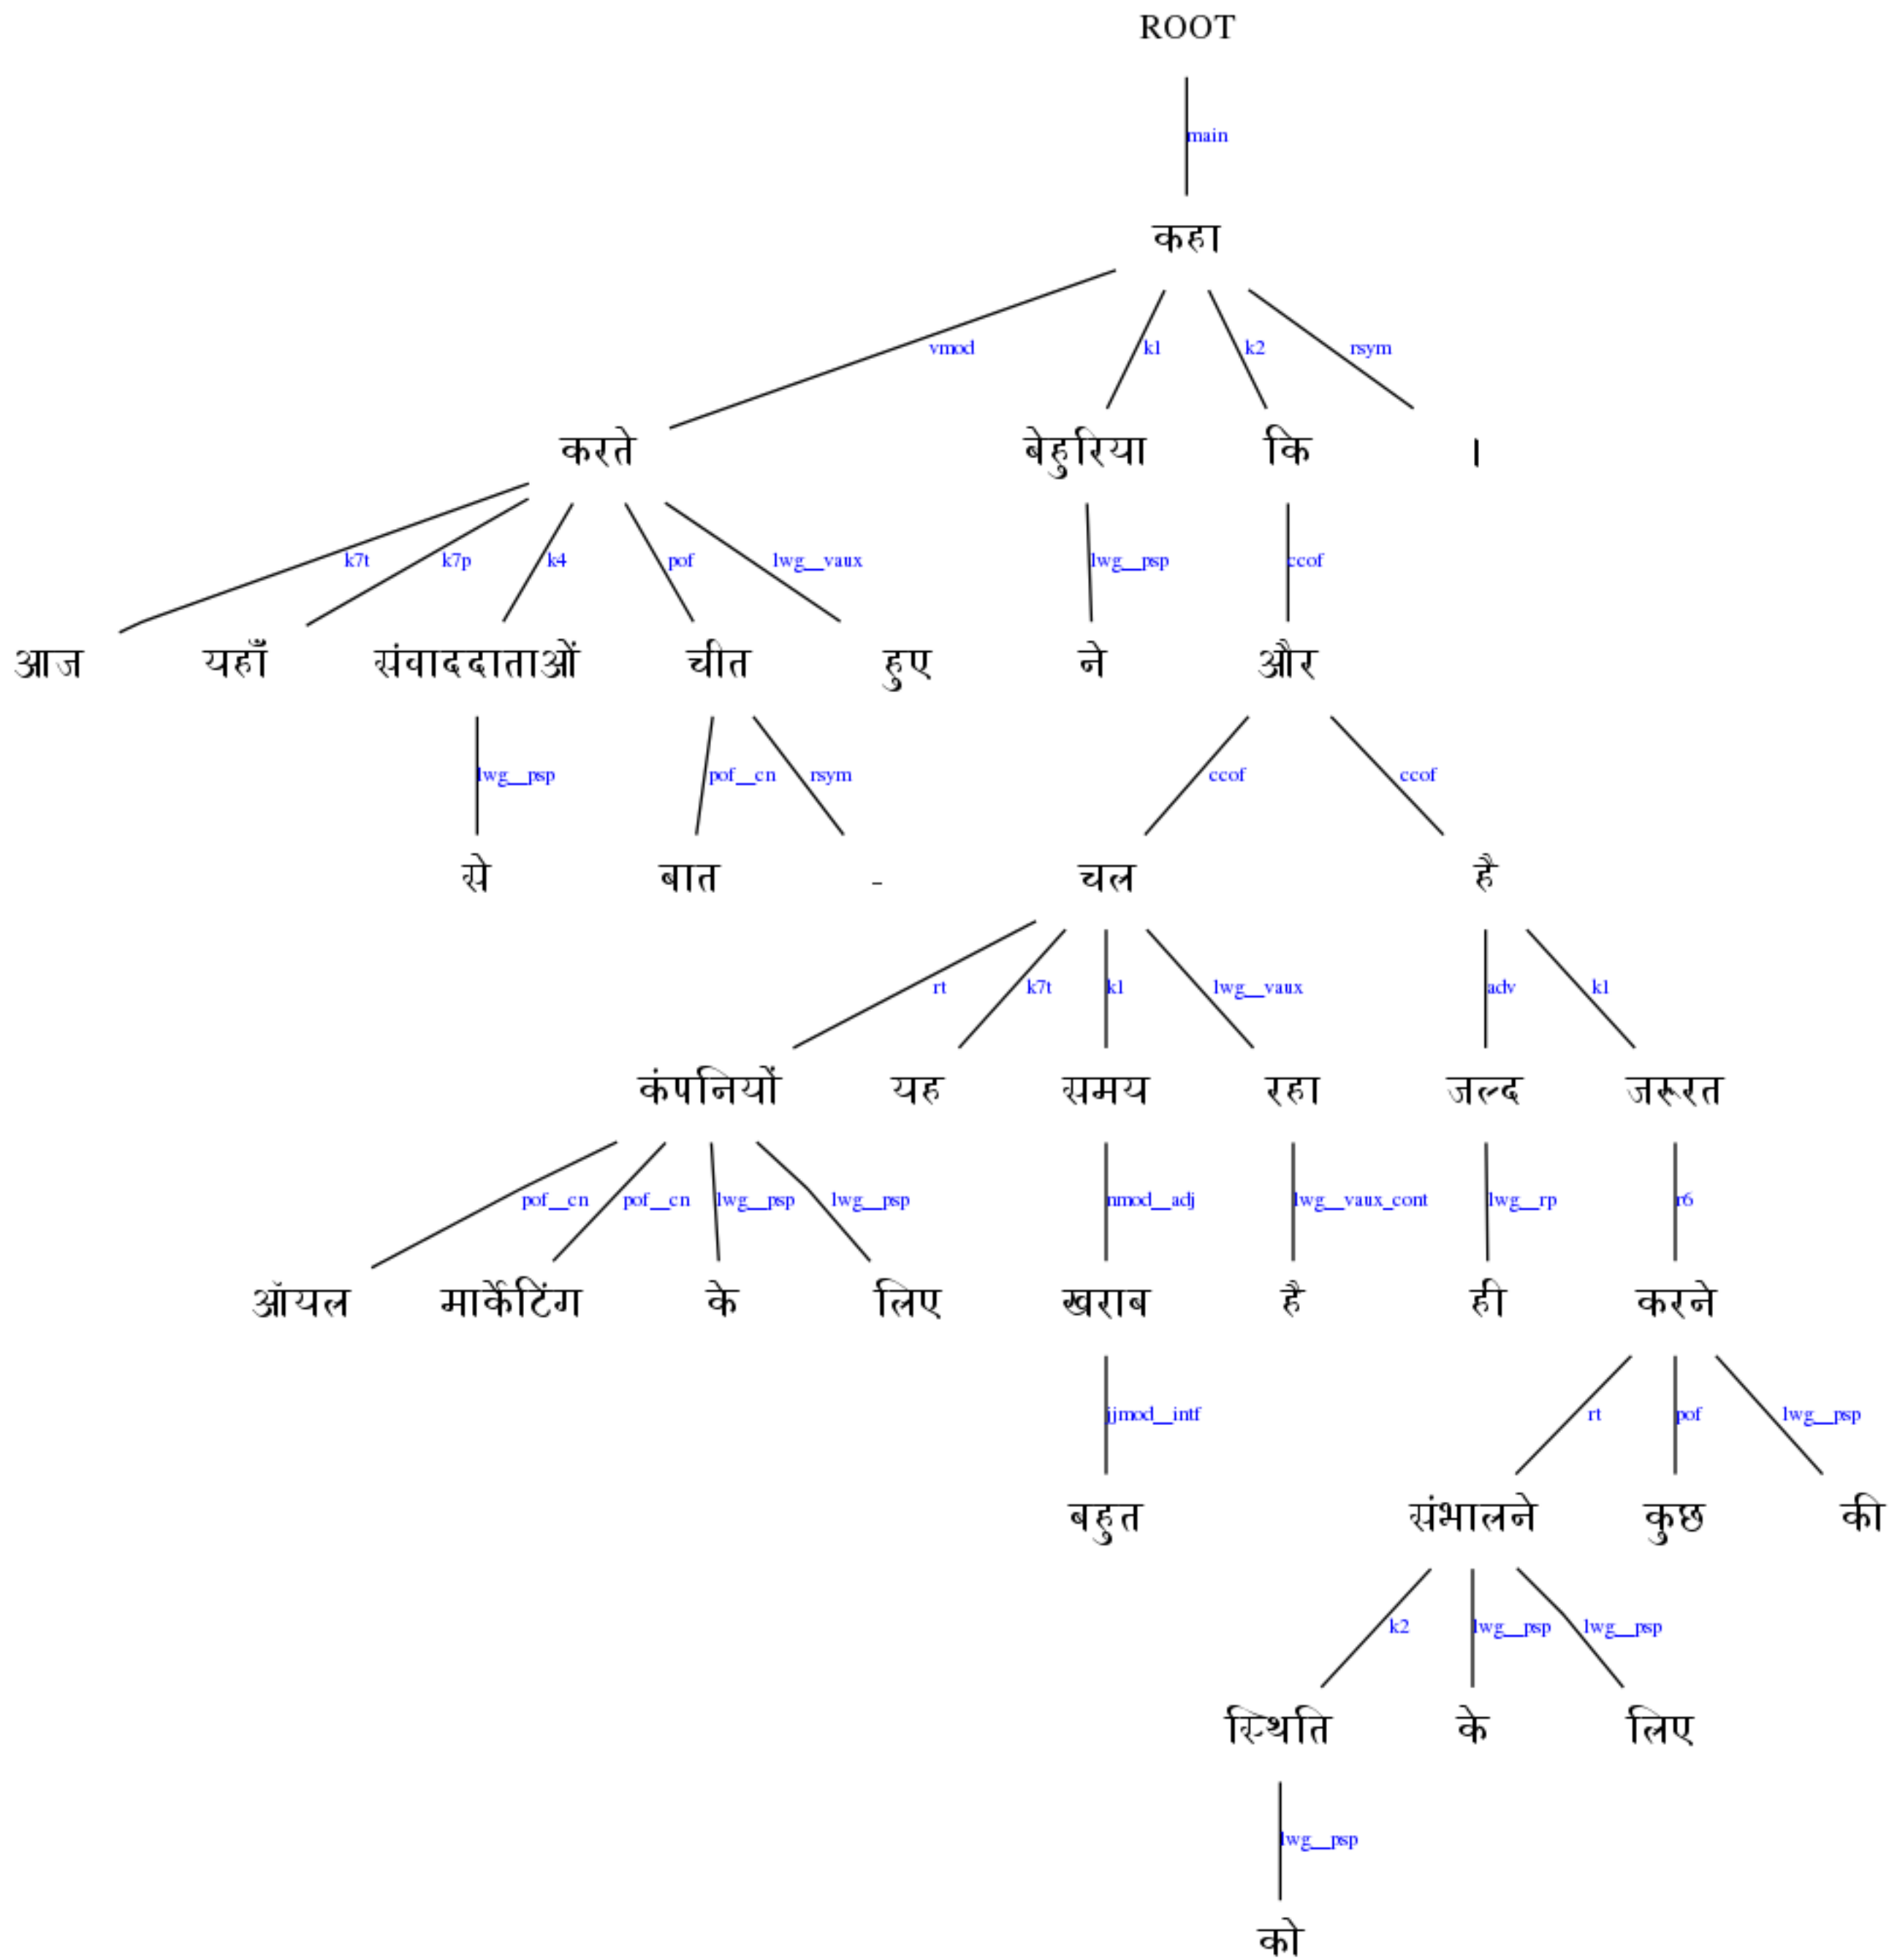 ROOT
main
कहा
vmod k1 k2 rsym
करते बेहुरिया कि ।
k7t k7p k4 pof lwg__vaux lwg__psp ccof
आज यहाँ संवाददाताओं चीत हुए ने और
lwg__psp pof__cn rsym ccof ccof
से बात - चल है
rt k7t k1 lwg__vaux adv k1
कंपनियों यह समय रहा जल्द जरूरत
pof__cn pof__cn lwg__psp lwg__psp nmod__adj lwg__vaux_cont lwg__rp r6
ऑयल मार्केटिंग के लिए खराब है ही करने
jjmod__intf rt pof lwg__psp
बहुत संभालने कुछ की
k2 lwg__psp lwg__psp
स्थिति के लिए
lwg__psp
को